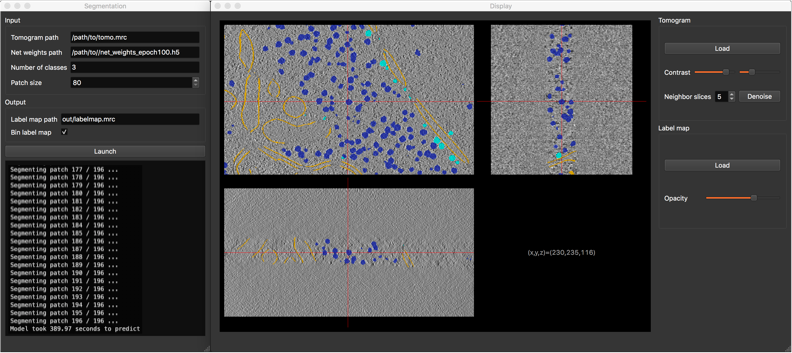 Segmentation
Input
Tomogram path /path/to/tomo.mrc
Net weights path /path/to//net_weights_epoch100.h5
Number of classes 3
Patch size 80
Output
Label map path out/labelmap.mrc
Bin label map
Launch
Segmenting patch 177 / 196 ...
Segmenting patch 178 / 196 ...
Segmenting patch 179 / 196 ...
Segmenting patch 180 / 196 ...
Segmenting patch 181 / 196 ...
Segmenting patch 182 / 196 ...
Segmenting patch 183 / 196 ...
Segmenting patch 184 / 196 ...
Segmenting patch 185 / 196 ...
Segmenting patch 186 / 196 ...
Segmenting patch 187 / 196 ...
Segmenting patch 188 / 196 ...
Segmenting patch 189 / 196 ...
Segmenting patch 190 / 196 ...
Segmenting patch 191 / 196 ...
Segmenting patch 192 / 196 ...
Segmenting patch 193 / 196 ...
Segmenting patch 194 / 196 ...
Segmenting patch 195 / 196 ...
Segmenting patch 196 / 196 ...
Model took 389.97 seconds to predict
Display
(x,y,z)=(230,235,116)
Tomogram
Load
Contrast
Neighbor slices 5 Denoise
Label map
Load
Opacity